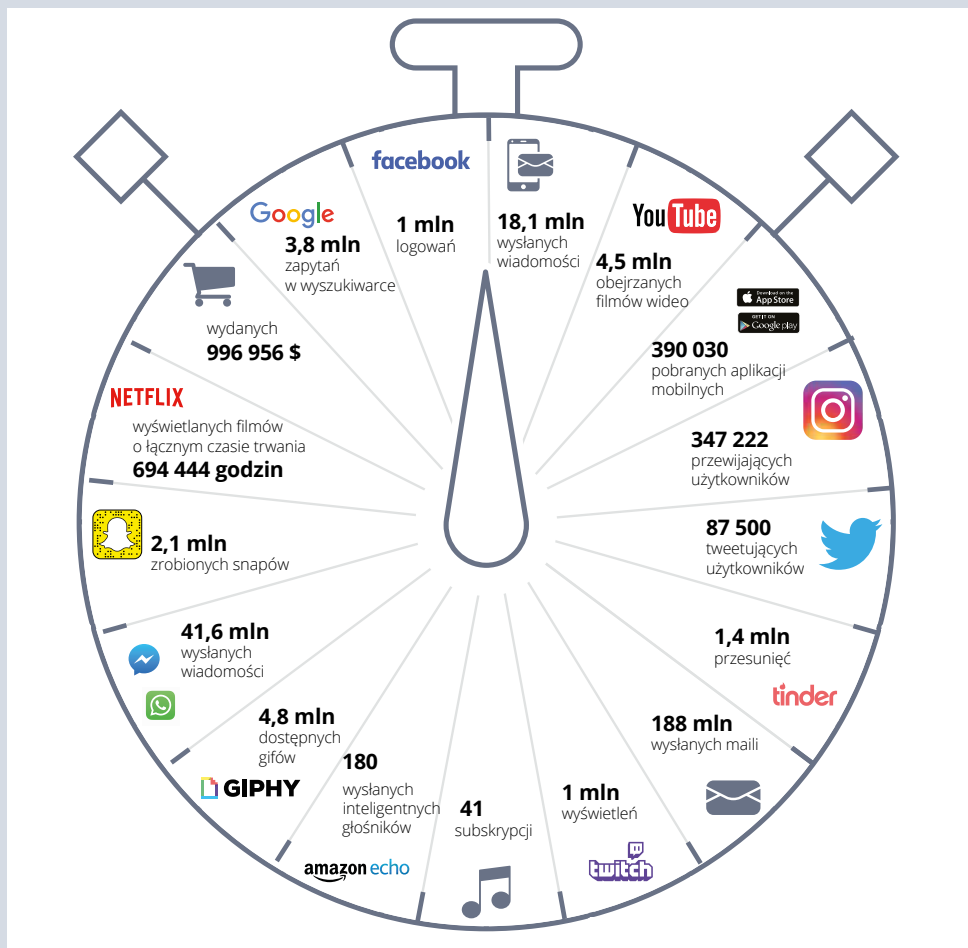 facebook
1 mln
logowań
18,1 mln
wysłanych
wiadomości
YouTube
4,5 mln
obejrzanych
filmów wideo
Download on the
App Store
GET IT ON
Google play
390 030
pobranych aplikacji
mobilnych
347 222
przewijających
użytkowników
87 500
tweetujących
użytkowników
1,4 mln
przesunięć
tinder
188 mln
wysłanych maili
1 mln
wyświetleń
twitch
41
subskrypcji
180
wysłanych
inteligentnych
głośników
amazon echo
4,8 mln
dostępnych
gifów
GIPHY
41,6 mln
wysłanych
wiadomości
2,1 mln
zrobionych snapów
NETFLIX
wyświetlanych filmów
o łącznym czasie trwania
694 444 godzin
wydanych
996 956 $
Google
3,8 mln
zapytań
w wyszukiwarce